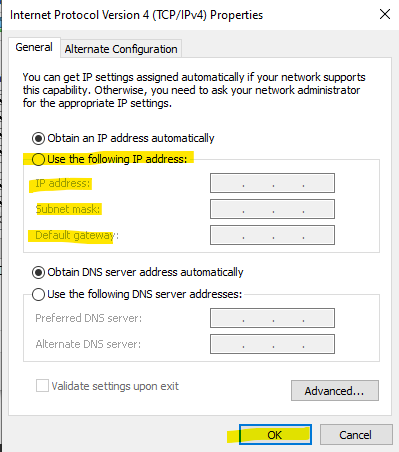 Internet Protocol Version 4 (TCP/IPv4) Properties
General
Alternate Configuration
You can get IP settings assigned automatically if your network supports
this capability. Otherwise, you need to ask your network administrator
for the appropriate IP settings.
Obtain an IP address automatically
Use the following IP address:
IP address:
Subnet mask:
Default gateway:
Obtain DNS server address automatically
Use the following DNS server addresses:
Preferred DNS server:
Alternate DNS server:
Validate settings upon exit
Advanced...
OK
Cancel